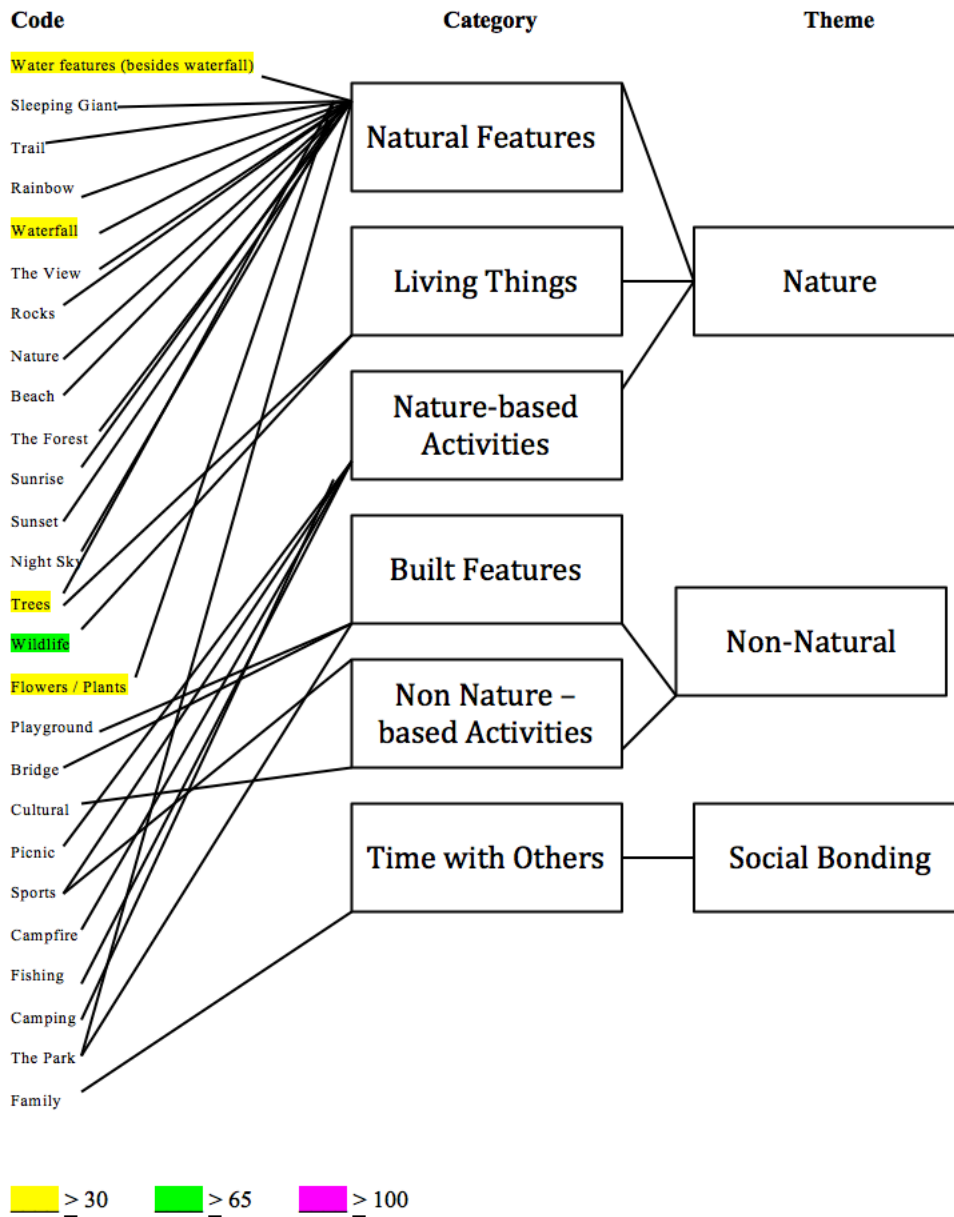 Code Category Theme
Water features (besides waterfall)
Sleeping Giant
Trail
Rainbow
Waterfall
The View
Rocks
Nature
Beach
The Forest
Sunrise
Sunset
Night Sky
Trees
Wildlife
Flowers / Plants
Playground
Bridge
Cultural
Picnic
Sports
Campfire
Fishing
Camping
The Park
Family
Natural Features
Living Things
Nature-based
Activities
Built Features
Non Nature –
based Activities
Time with Others
Nature
Non-Natural
Social Bonding
≥ 30 ≥ 65 ≥ 100